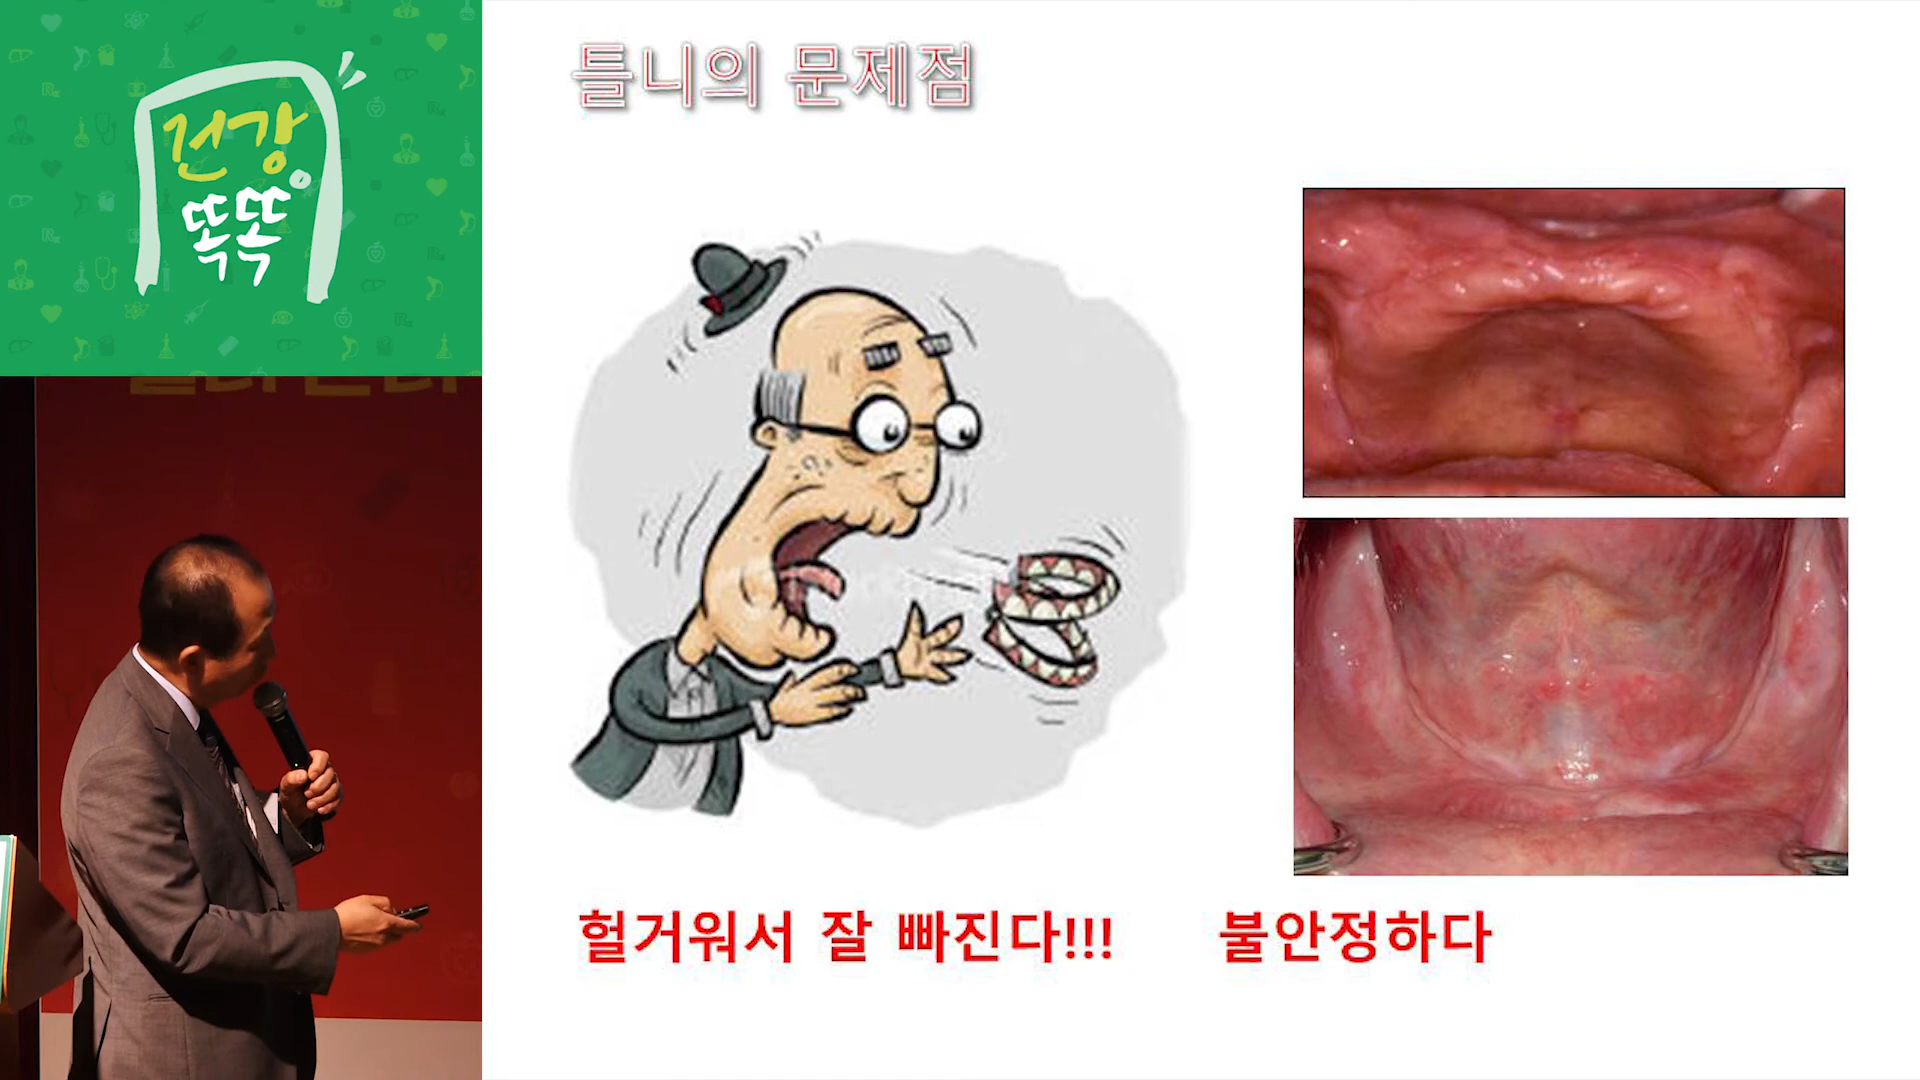 건강
똑똑
틀니의 문제점
헐거워서 잘 빠진다!!!
불안정하다